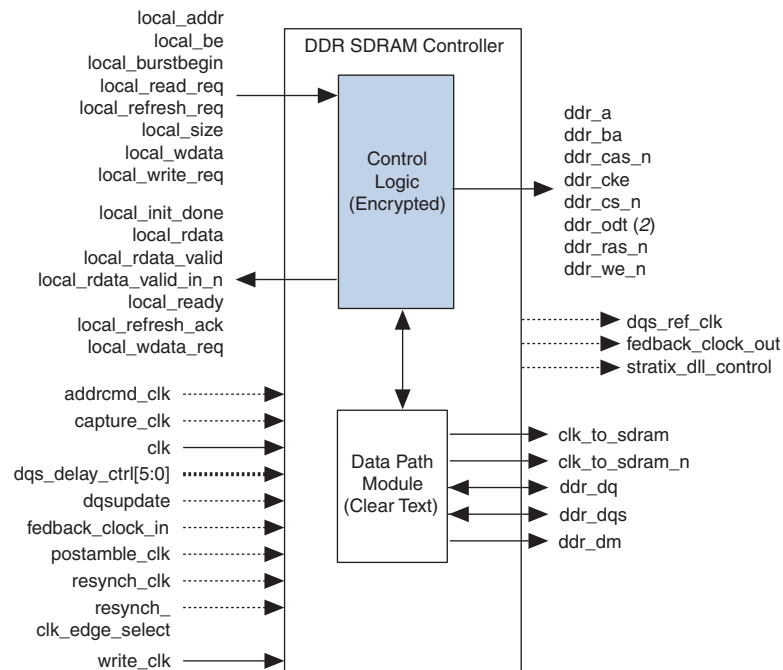 local_addr
local_be
local_burstbegin
local_read_req
local_refresh_req
local_size
local_wdata
local_write_req
local_init_done
local_rdata
local_rdata_valid
local_rdata_valid_in_n
local_ready
local_refresh_ack
local_wdata_req
addrcmd_clk
capture_clk
clk
dqs_delay_ctrl[5:0]
dqsupdate
fedback_clock_in
postamble_clk
resynch_clk
resynch_
clk_edge_select
write_clk
DDR SDRAM Controller
Control
Logic
(Encrypted)
Data Path
Module
(Clear Text)
ddr_a
ddr_ba
ddr_cas_n
ddr_cke
ddr_cs_n
ddr_odt (2)
ddr_ras_n
ddr_we_n
dqs_ref_clk
fedback_clock_out
stratix_dll_control
clk_to_sdram
clk_to_sdram_n
ddr_dq
ddr_dqs
ddr_dm